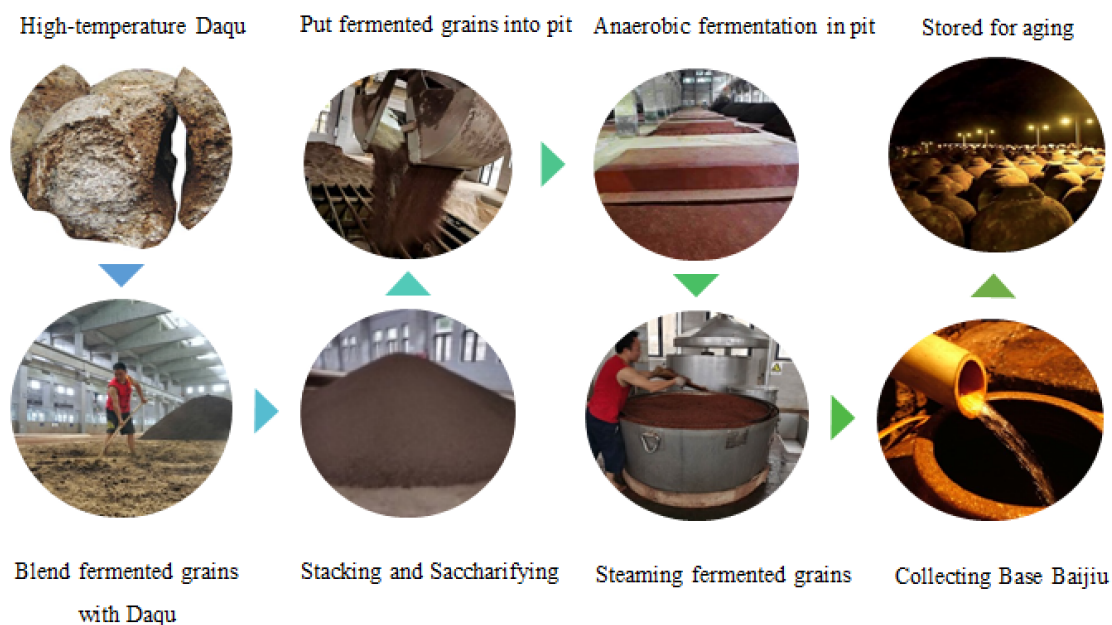 High-temperature Daqu
Put fermented grains into pit
Anaerobic fermentation in pit
Stored for aging
Blend fermented grains
with Daqu
Stacking and Saccharifying
Steaming fermented grains
Collecting Base Baijiu